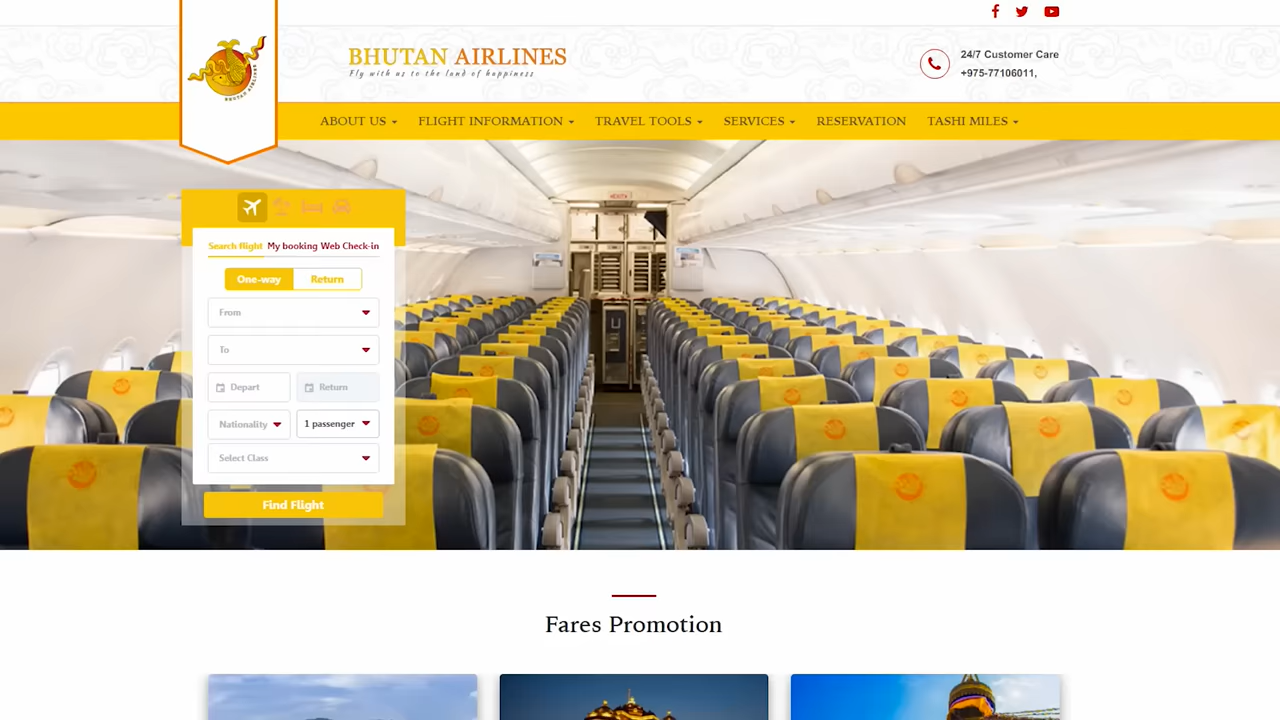 BHUTAN AIRLINES
Fly with us to the land of happiness
24/7 Customer Care
+975-77106011,
BHUTAN AIRLINES
ABOUT US
FLIGHT INFORMATION
TRAVEL TOOLS
SERVICES
RESERVATION
TASHI MILES
Search flight My booking Web Check-in
One-way Return
From
To
Depart Return
Nationality 1 passenger
Select Class
Find Flight
Fares Promotion